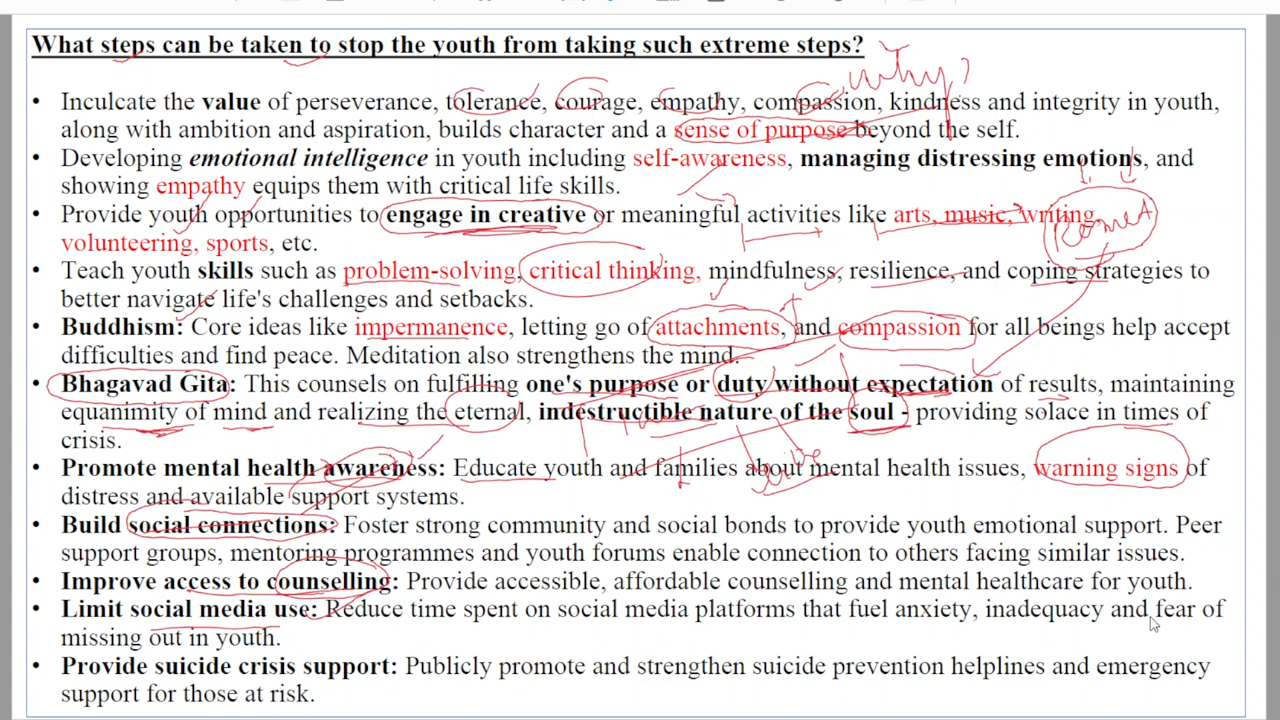 What steps can be taken to stop the youth from taking such extreme steps?
why?
• Inculcate the value of perseverance, tolerance, courage, empathy, compassion, kindness and integrity in youth,
along with ambition and aspiration, builds character and a sense of purpose beyond the self.
• Developing emotional intelligence in youth including self-awareness, managing distressing emotions, and
showing empathy equips them with critical life skills.
• Provide youth opportunities to engage in creative or meaningful activities like arts, music, writing,
volunteering, sports, etc.
• Teach youth skills such as problem-solving, critical thinking, mindfulness, resilience, and coping strategies to
better navigate life's challenges and setbacks.
• Buddhism: Core ideas like impermanence, letting go of attachments, and compassion for all beings help accept
difficulties and find peace. Meditation also strengthens the mind.
• Bhagavad Gita: This counsels on fulfilling one's purpose or duty without expectation of results, maintaining
equanimity of mind and realizing the eternal, indestructible nature of the soul - providing solace in times of
crisis.
• Promote mental health awareness: Educate youth and families about mental health issues, warning signs of
distress and available support systems.
• Build social connections: Foster strong community and social bonds to provide youth emotional support. Peer
support groups, mentoring programmes and youth forums enable connection to others facing similar issues.
• Improve access to counselling: Provide accessible, affordable counselling and mental healthcare for youth.
• Limit social media use: Reduce time spent on social media platforms that fuel anxiety, inadequacy and fear of
missing out in youth.
• Provide suicide crisis support: Publicly promote and strengthen suicide prevention helplines and emergency
support for those at risk.